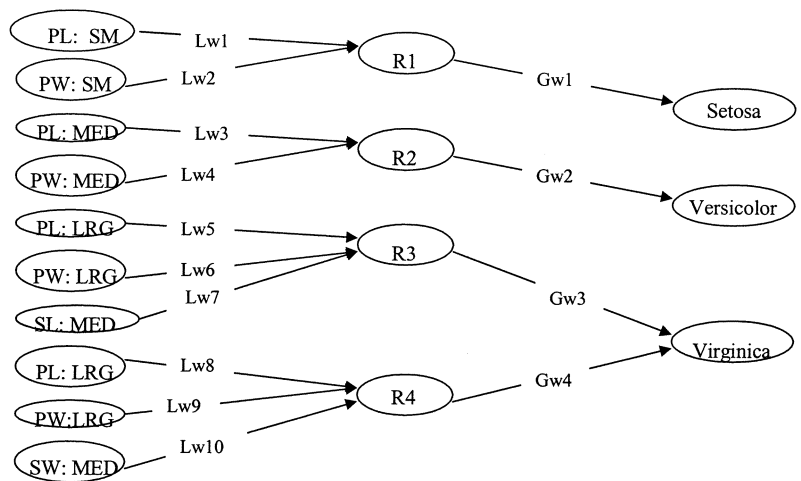 PL: SM
Lw1
R1
PW: SM
Lw2
Gw1
Setosa
PL: MED
Lw3
R2
PW: MED
Lw4
Gw2
Versicolor
PL: LRG
Lw5
R3
PW: LRG
Lw6
Lw7
SL: MED
Gw3
Virginica
PL: LRG
Lw8
R4
Gw4
PW;LRG
Lw9
Lw10
SW: MED